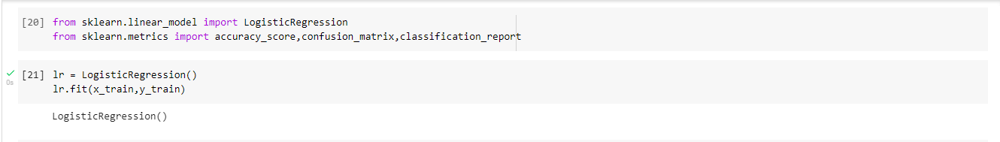 [20] from sklearn.linear_model import LogisticRegression
from sklearn.metrics import accuracy_score,confusion_matrix,classification_report
[21] lr = LogisticRegression()
0s
lr.fit(x_train,y_train)
LogisticRegression()